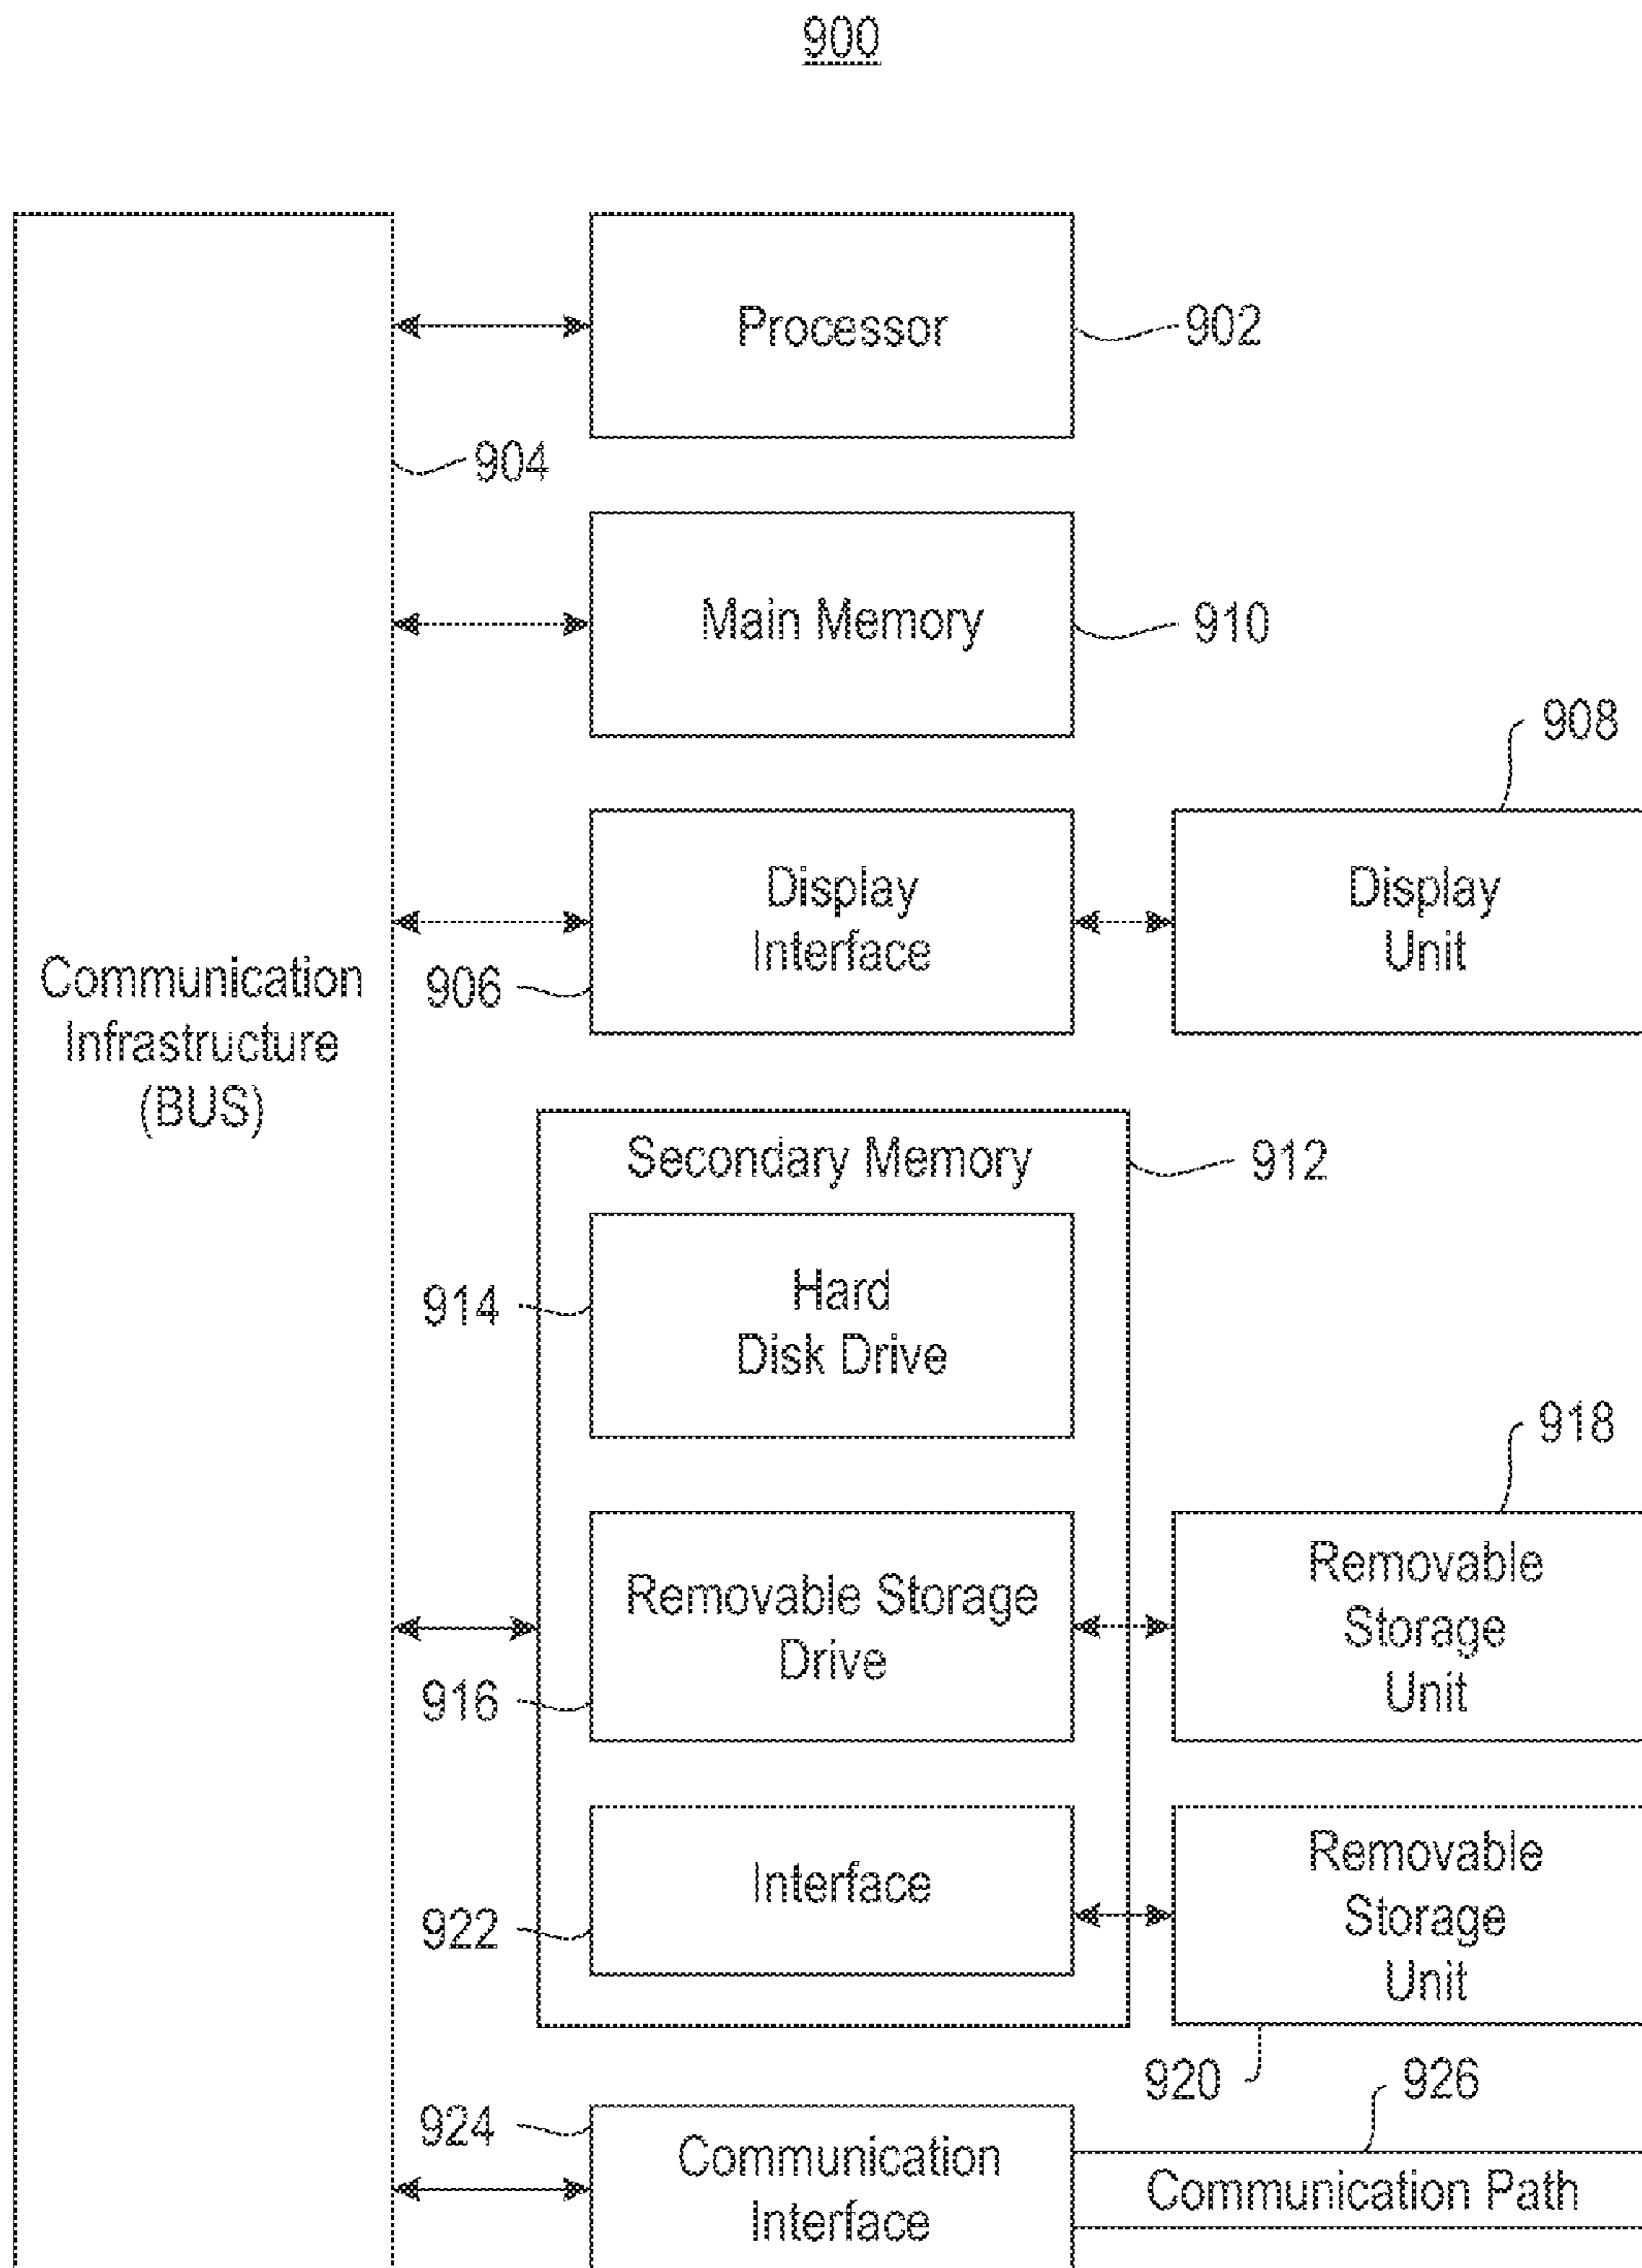 900
Processor
902
904
Main Memory
910
908
Display
Interface
906
Display
Unit
Communication
Infrastructure
(BUS)
Secondary Memory
912
Hard
Disk Drive
914
918
Removable Storage
Drive
916
Removable
Storage
Unit
Interface
922
Removable
Storage
Unit
920
926
924
Communication
Interface
Communication Path